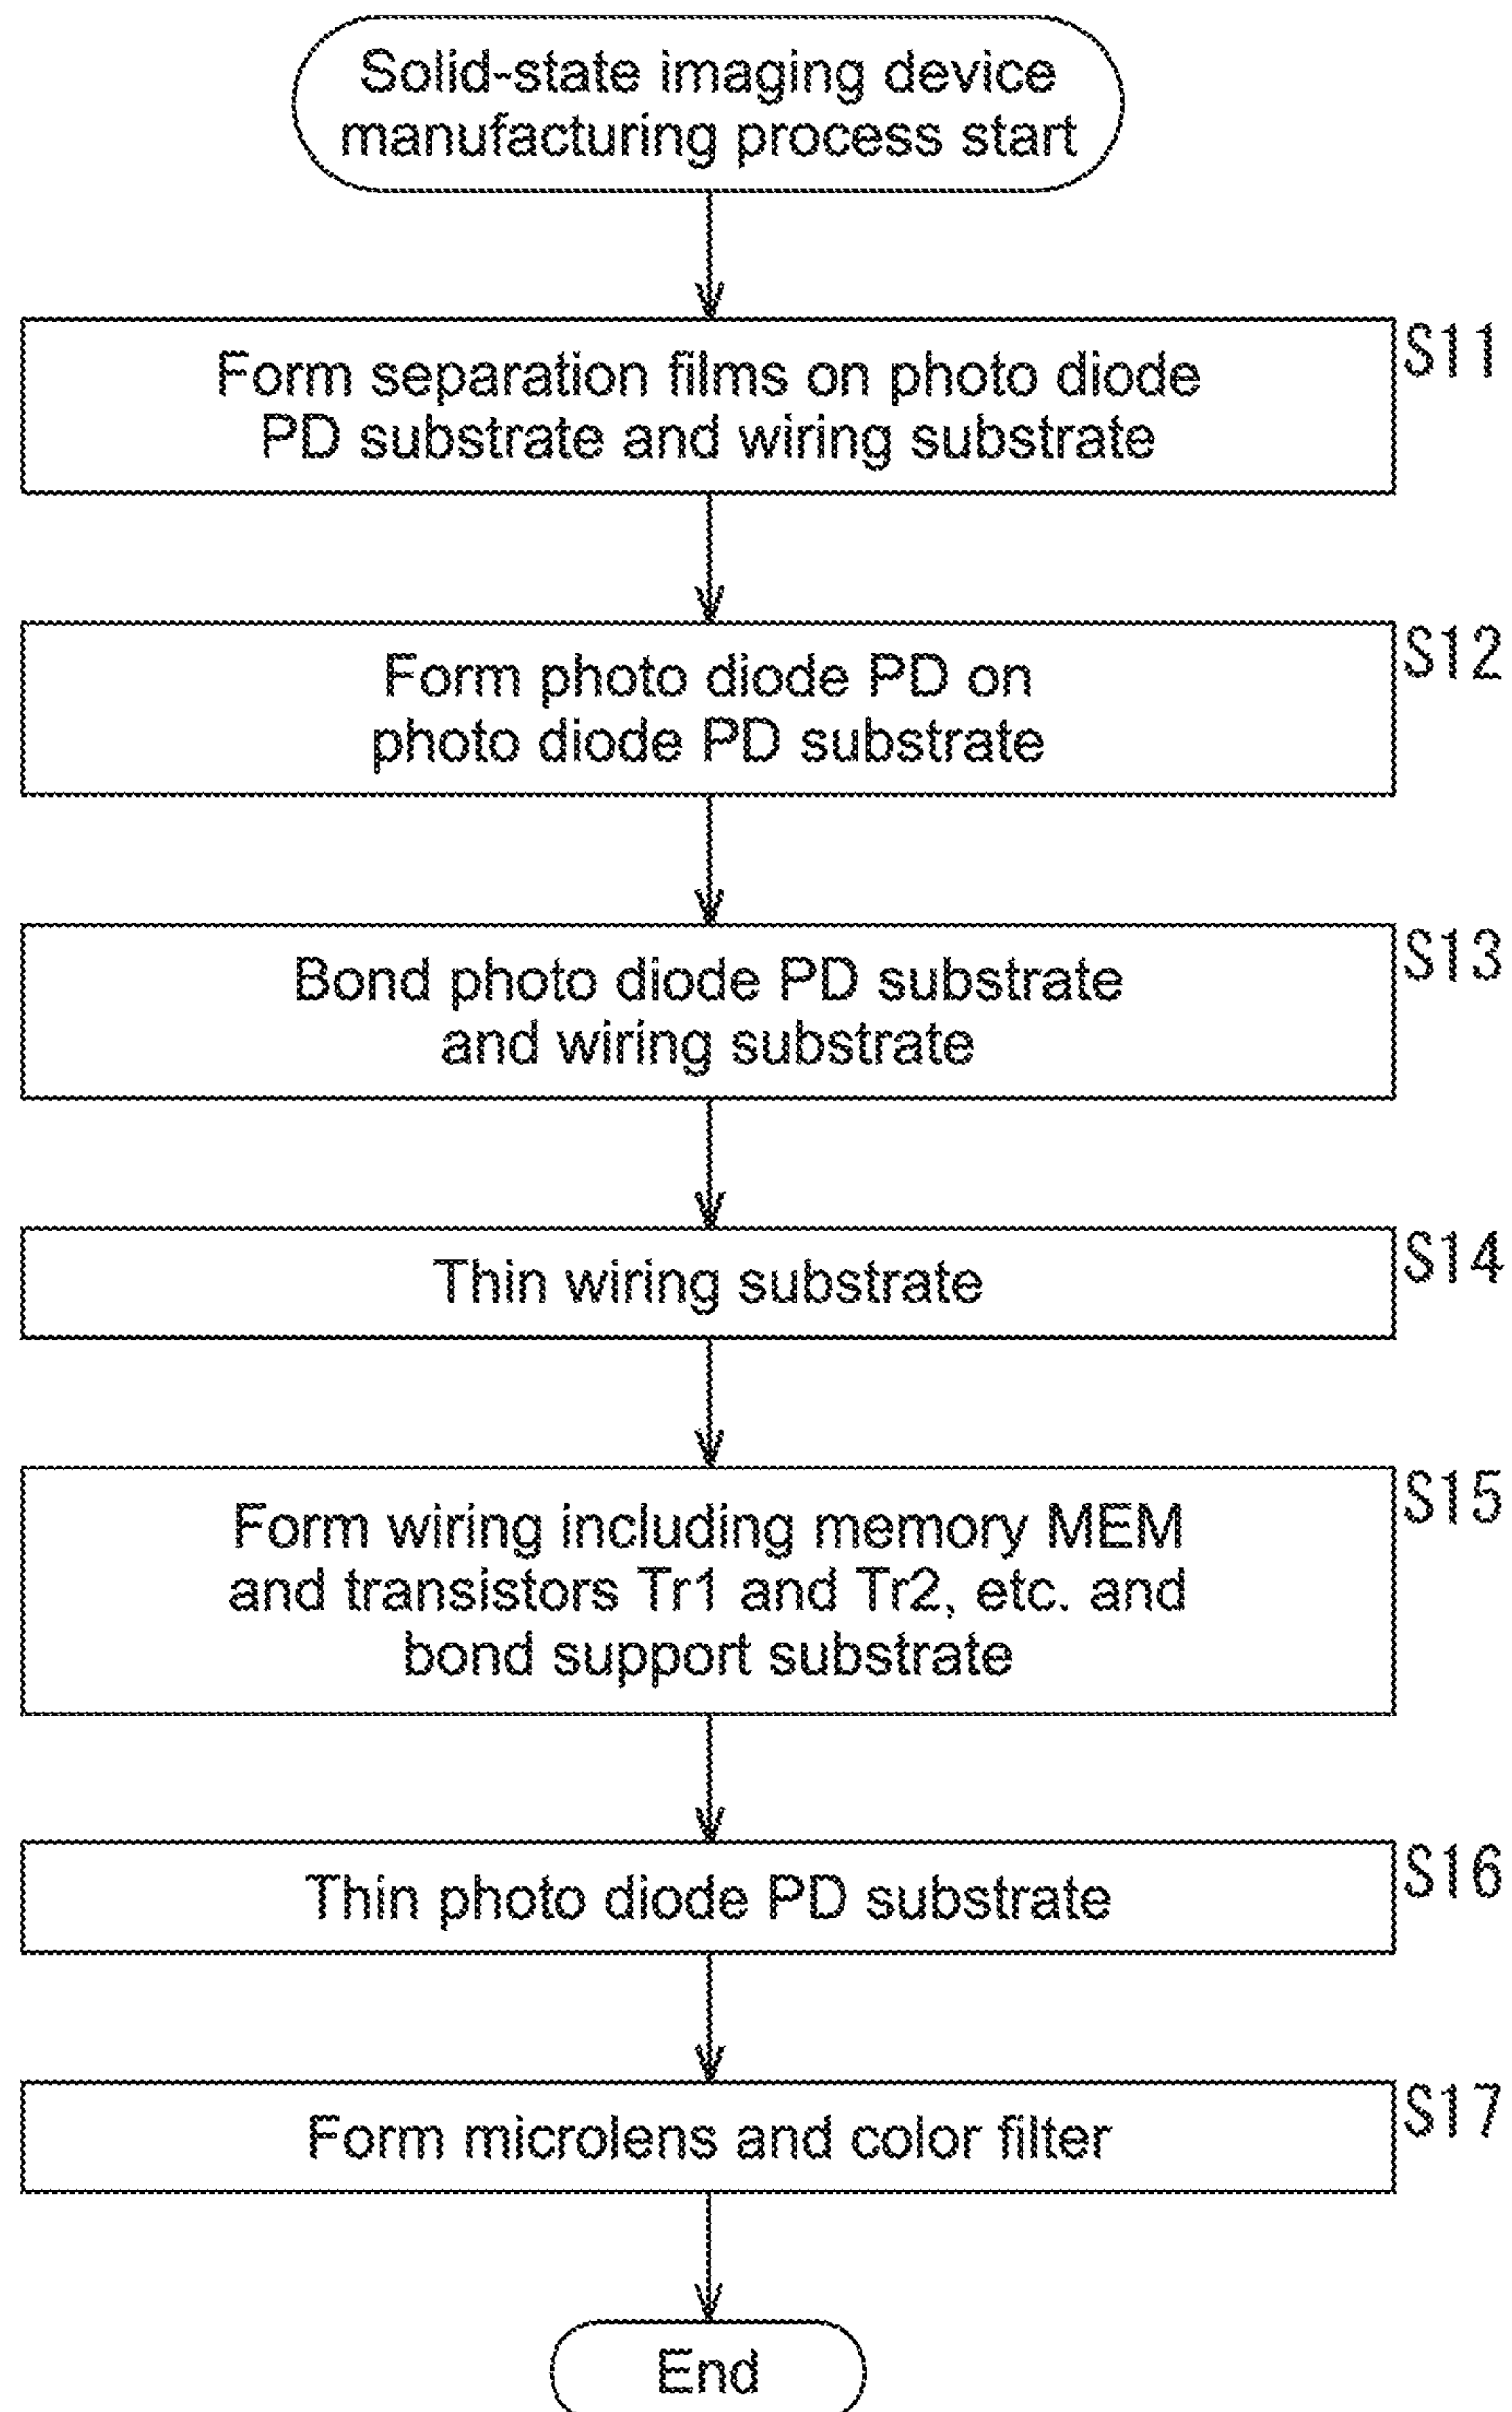 Solid-state imaging device
manufacturing process start
S11
Form separation films on photo diode
PD substrate and wiring substrate
S12
Form photo diode PD on
photo diode PD substrate
S13
Bond photo diode PD substrate
and wiring substrate
S14
Thin wiring substrate
S15
Form wiring including memory MEM
and transistors Tr1 and Tr2, etc. and
bond support substrate
S16
Thin photo diode PD substrate
S17
Form microlens and color filter
End